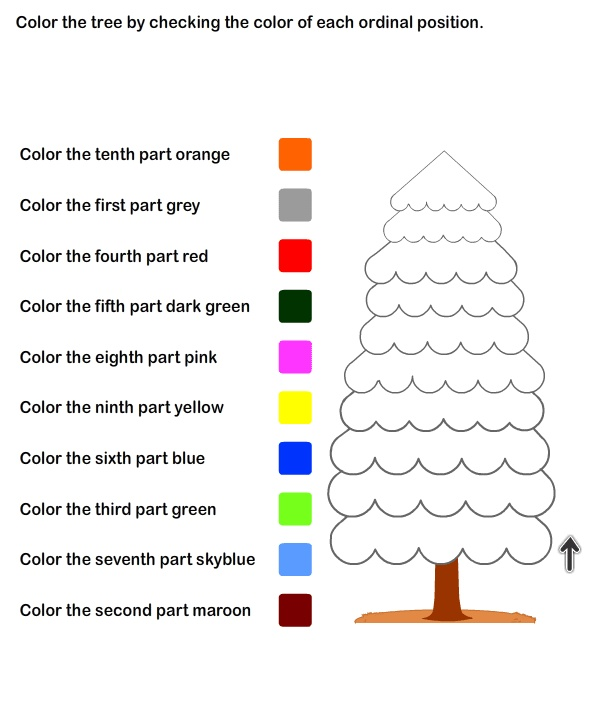 Color the tree by checking the color of each ordinal position.
Color the tenth part orange
Color the first part grey
Color the fourth part red
Color the fifth part dark green
Color the eighth part pink
Color the ninth part yellow
Color the sixth part blue
Color the third part green
Color the seventh part skyblue
Color the second part maroon